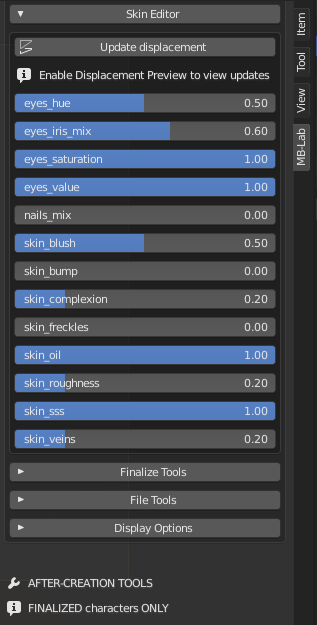 Skin Editor
Update displacement
Enable Displacement Preview to view updates
eyes_hue 0.50
eyes_iris_mix 0.60
eyes_saturation 1.00
eyes_value 1.00
nails_mix 0.00
skin_blush 0.50
skin_bump 0.00
skin_complexion 0.20
skin_freckles 0.00
skin_oil 1.00
skin_roughness 0.20
skin_sss 1.00
skin_veins 0.20
Finalize Tools
File Tools
Display Options
AFTER-CREATION TOOLS
FINALIZED characters ONLY
Item
Tool
View
MB-Lab